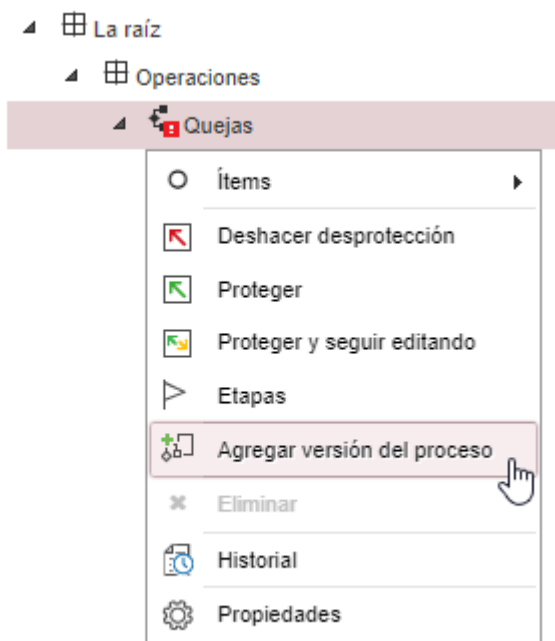 La raíz
Operaciones
Quejas
Ítems
Deshacer desprotección
Proteger
Proteger y seguir editando
Etapas
Agregar versión del proceso
Eliminar
Historial
Propiedades